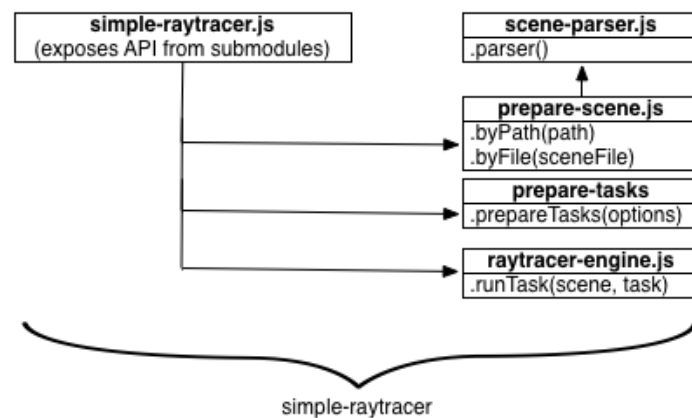 simple-raytracer.js
(exposes API from submodules)
scene-parser.js
.parser()
prepare-scene.js
.byPath(path)
.byFile(sceneFile)
prepare-tasks
.prepareTasks(options)
raytracer-engine.js
.runTask(scene, task)
simple-raytracer